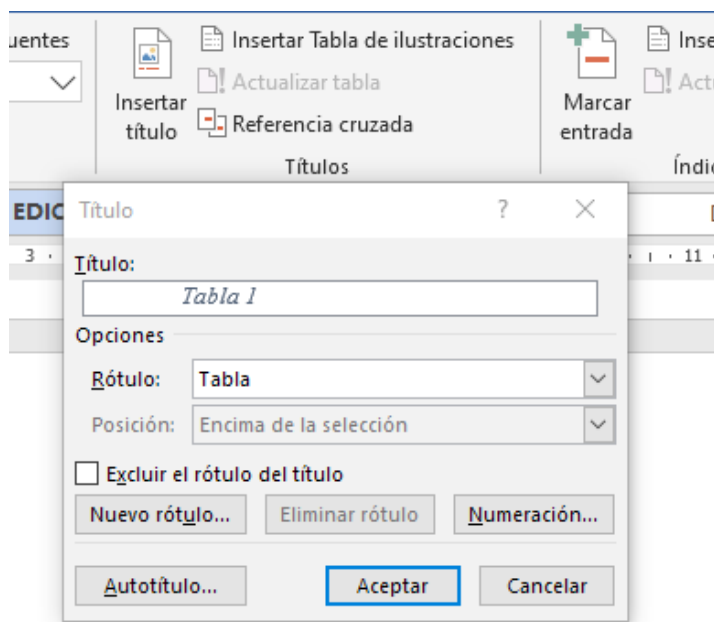 Insertar Tabla de ilustraciones
Actualizar tabla
Insertar título
Referencia cruzada
Títulos
Marcar entrada
EDIC
Título
?
3
11
Título:
Tabla 1
Opciones
Rótulo: Tabla
Posición: Encima de la selección
Excluir el rótulo del título
Nuevo rótulo... Eliminar rótulo Numeración...
Autotítulo... Aceptar Cancelar